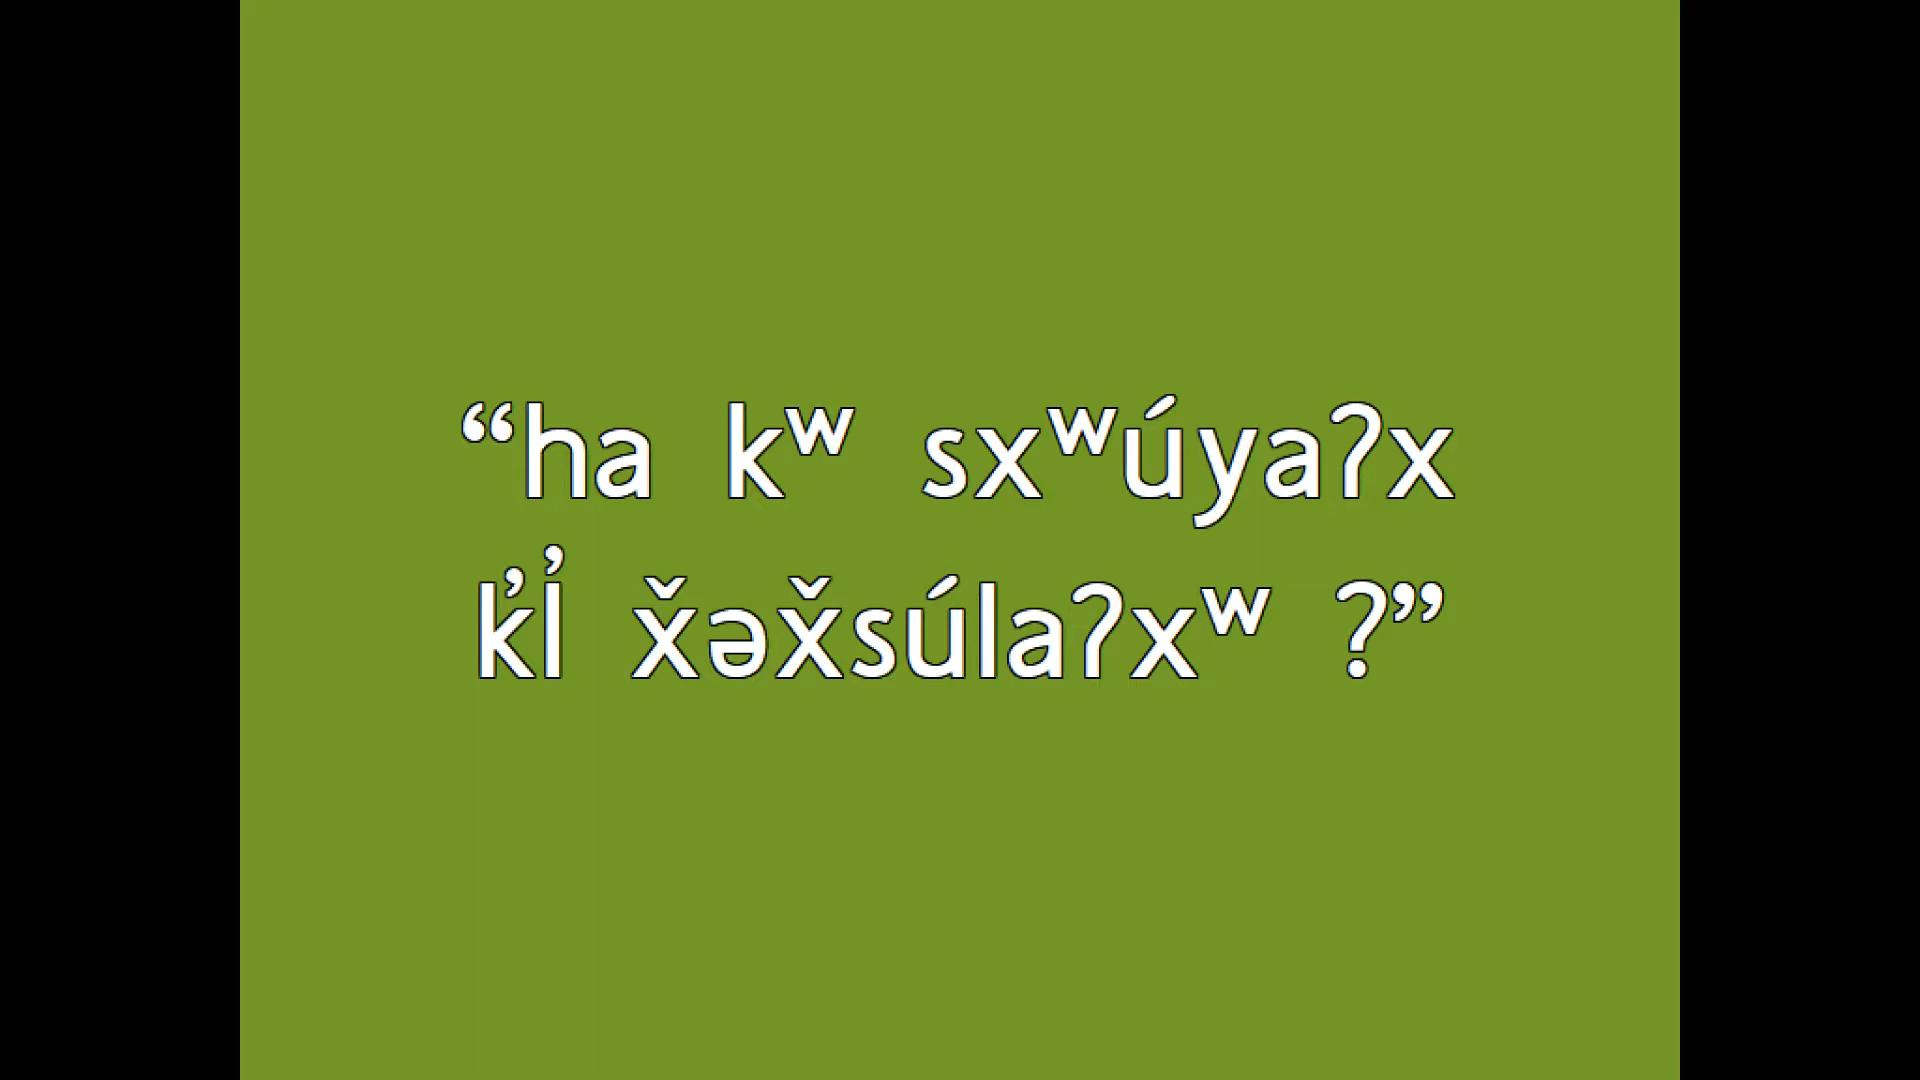 “ha kʷ sxʷúyaʔx
k̓l̓ x̌əx̌súlaʔxʷ ?”